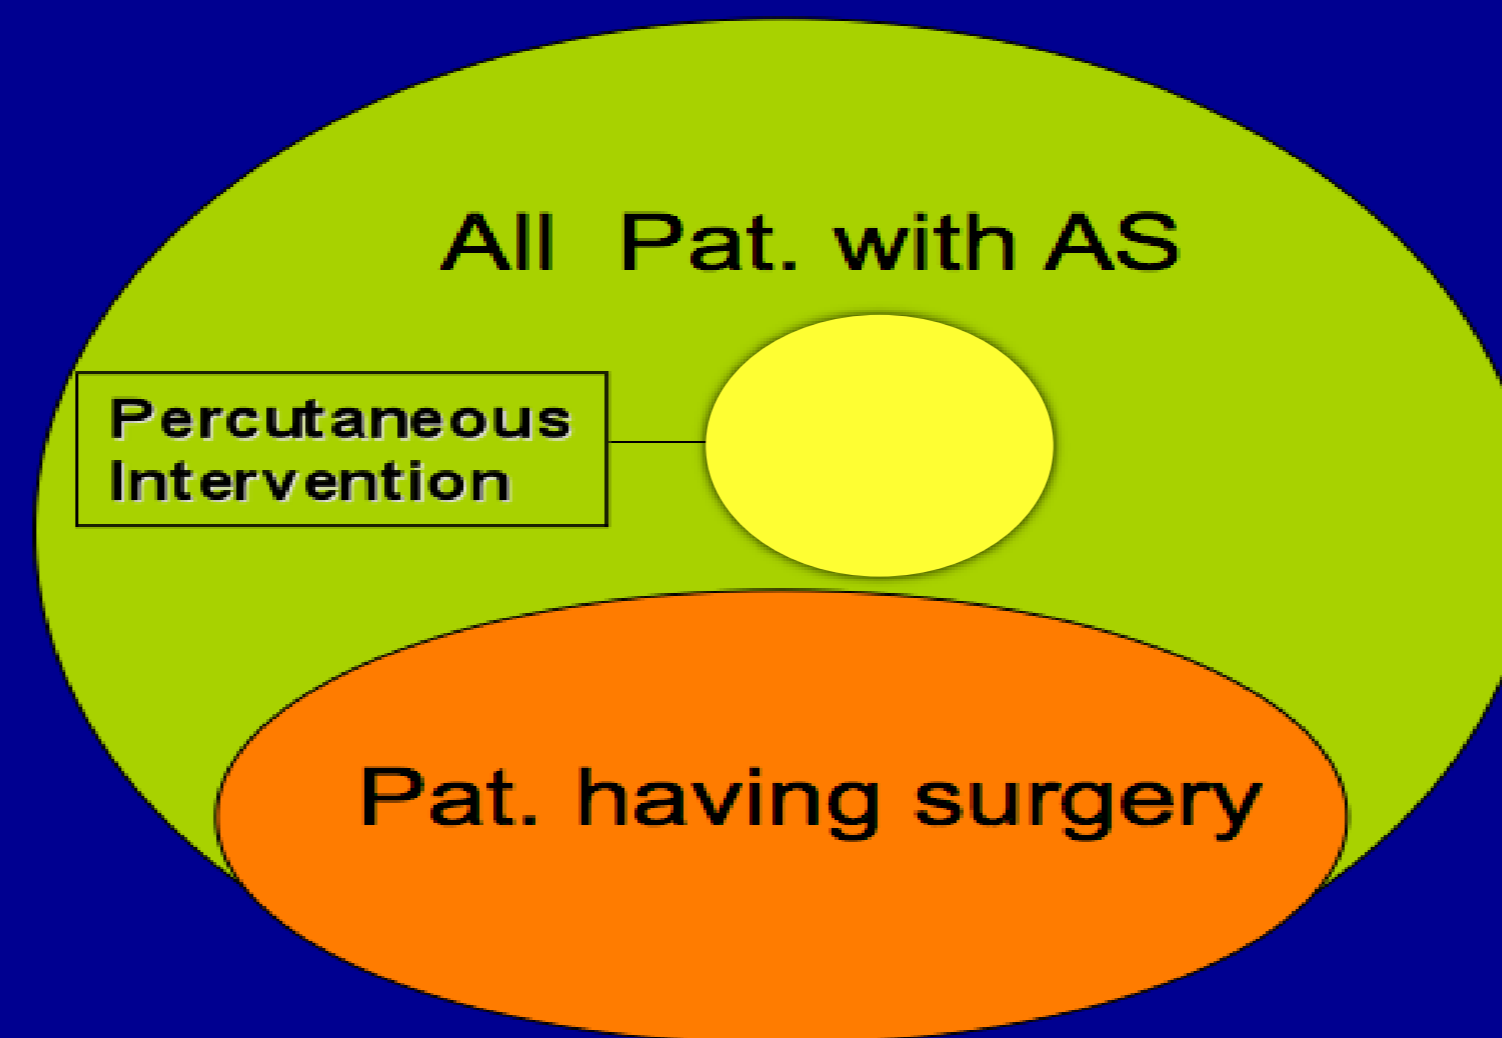 All Pat. with AS
Percutaneous
Intervention
Pat. having surgery